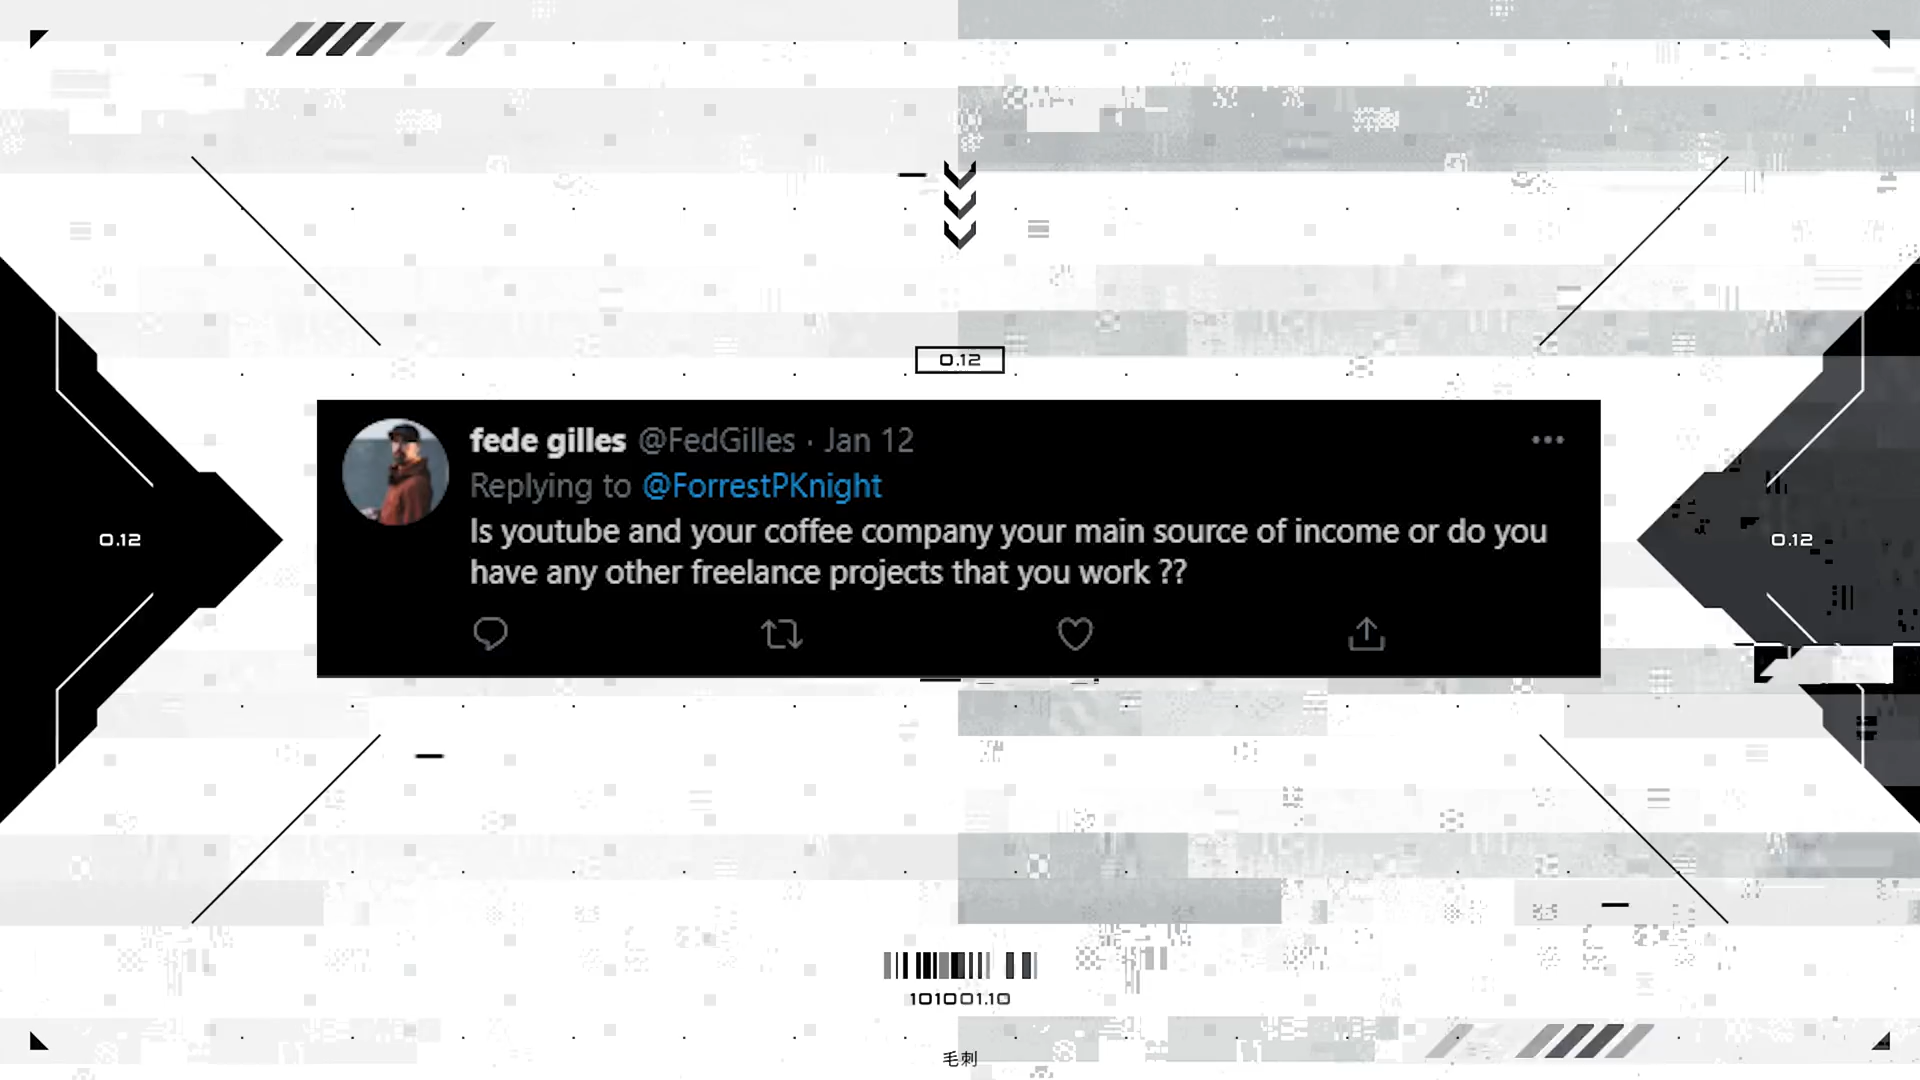 0.12
fede gilles @FedGilles · Jan 12
Replying to @ForrestPKnight
Is youtube and your coffee company your main source of income or do you
have any other freelance projects that you work ??
0.12
0.12
101001.10
毛刺